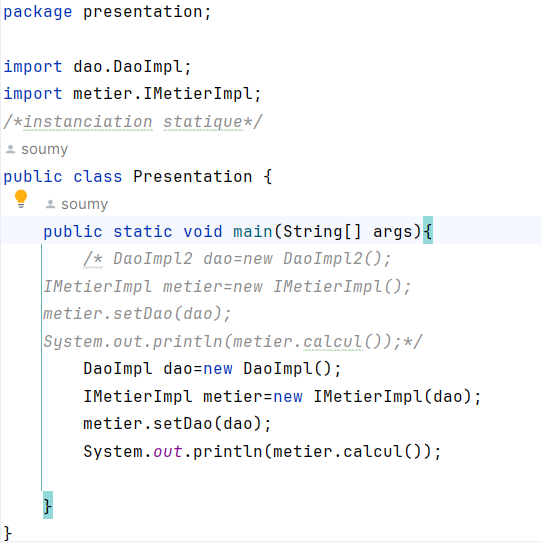 package presentation;
import dao.DaoImpl;
import metier.IMetierImpl;
/*instanciation statique*/
soumy
public class Presentation {
soumy
public static void main(String[] args){
/* DaoImpl2 dao=new DaoImpl2();
IMetierImpl metier=new IMetierImpl();
metier.setDao(dao);
System.out.println(metier.calcul());*/
DaoImpl dao=new DaoImpl();
IMetierImpl metier=new IMetierImpl(dao);
metier.setDao(dao);
System.out.println(metier.calcul());
}
}